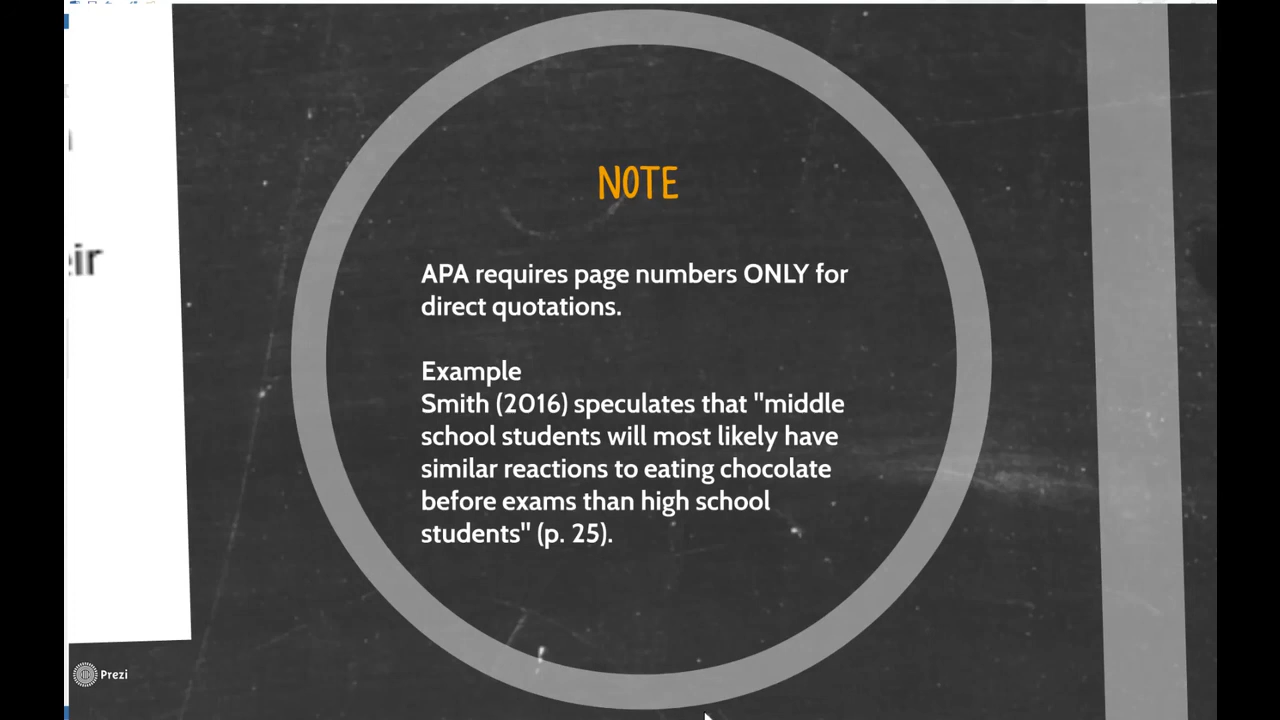 NOTE
APA requires page numbers ONLY for
direct quotations.
Example
Smith (2016) speculates that "middle
school students will most likely have
similar reactions to eating chocolate
before exams than high school
students" (p. 25).
eir
Prezi